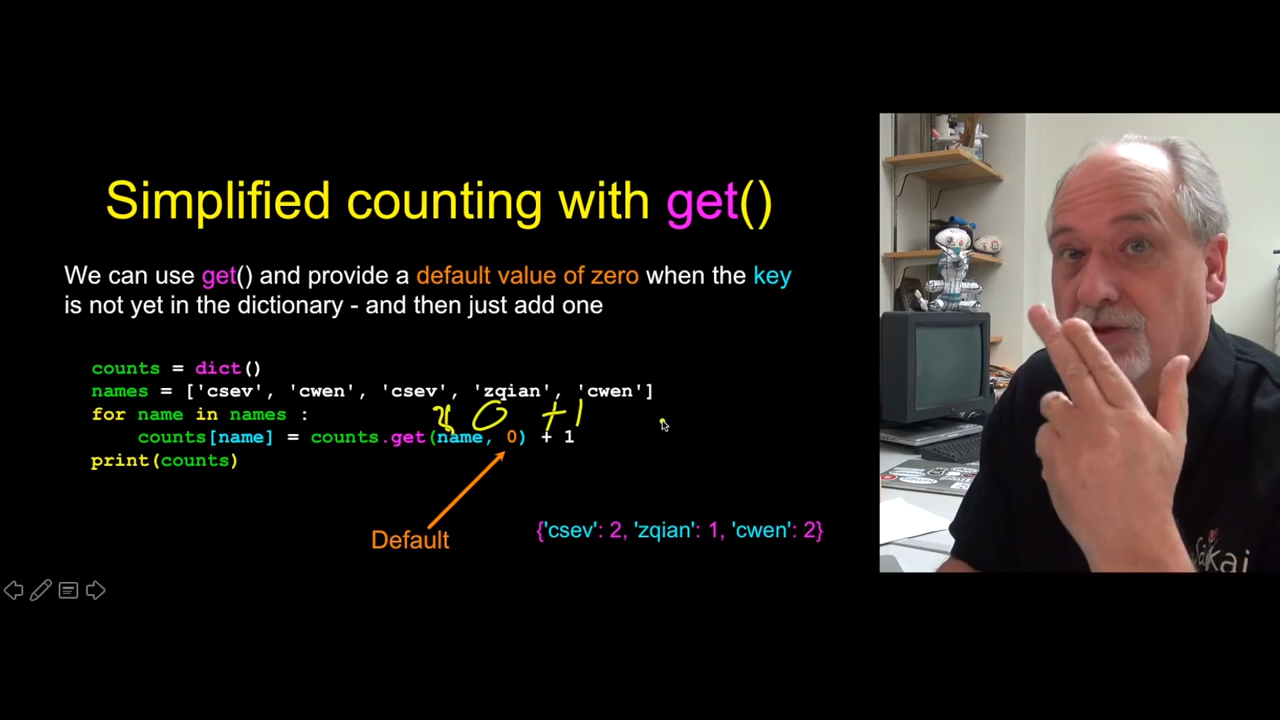 Simplified counting with get()
We can use get() and provide a default value of zero when the key
is not yet in the dictionary - and then just add one
counts = dict()
names = ['csev', 'cwen', 'csev', 'zqian', 'cwen']
for name in names :
0 +1
counts[name] = counts.get(name, 0) + 1
print(counts)
Default
{'csev': 2, 'zqian': 1, 'cwen': 2}
Sakai